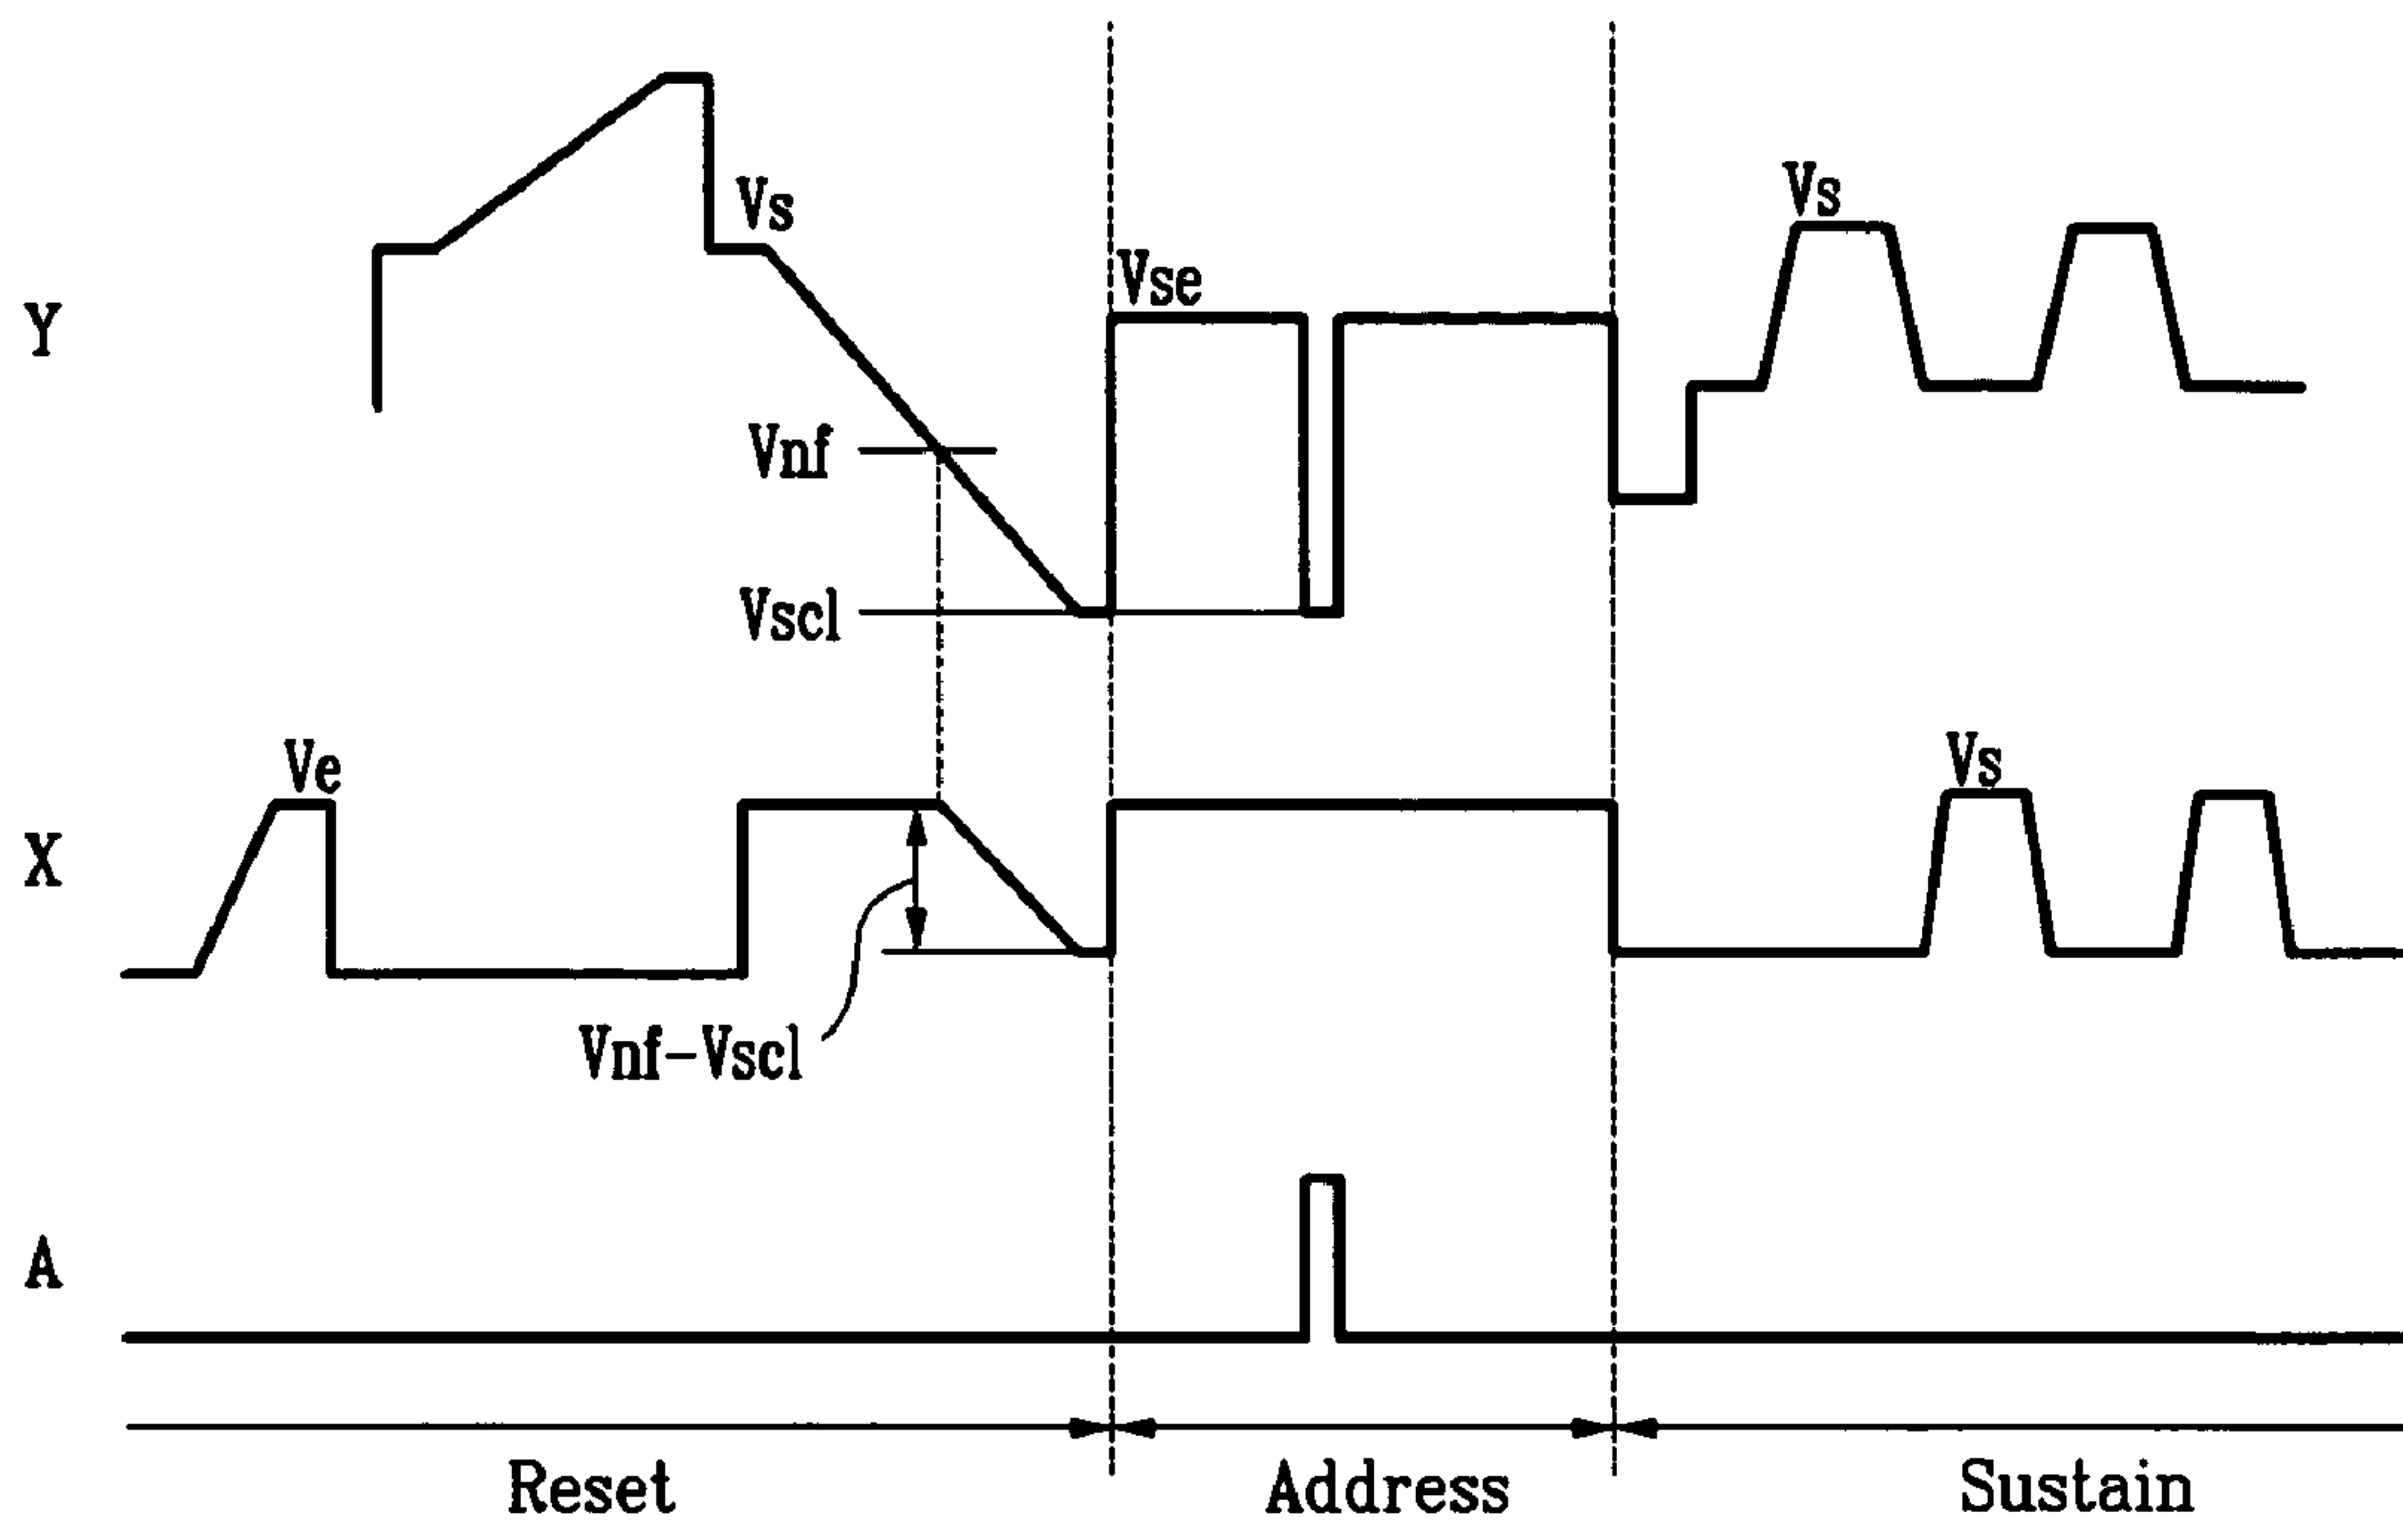 Vs
Vs
Vse
Y
Vnf
Vscl
Ve
Vs
X
Vnf-Vscl
A
Reset
Address
Sustain